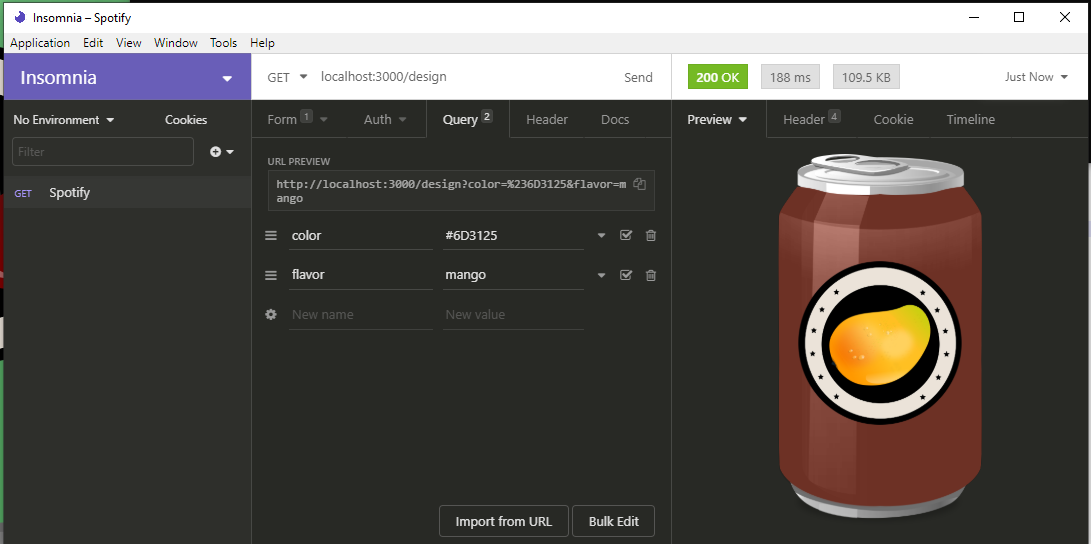 Insomnia – Spotify
Application Edit View Window Tools Help
Insomnia
GET localhost:3000/design Send
200 OK 188 ms 109.5 KB Just Now
No Environment Cookies
Form 1 Auth Query 2 Header Docs
Preview Header 4 Cookie Timeline
Filter
GET Spotify
URL PREVIEW
http://localhost:3000/design?color=%236D3125&flavor=m
ango
color #6D3125
flavor mango
New name New value
Import from URL Bulk Edit